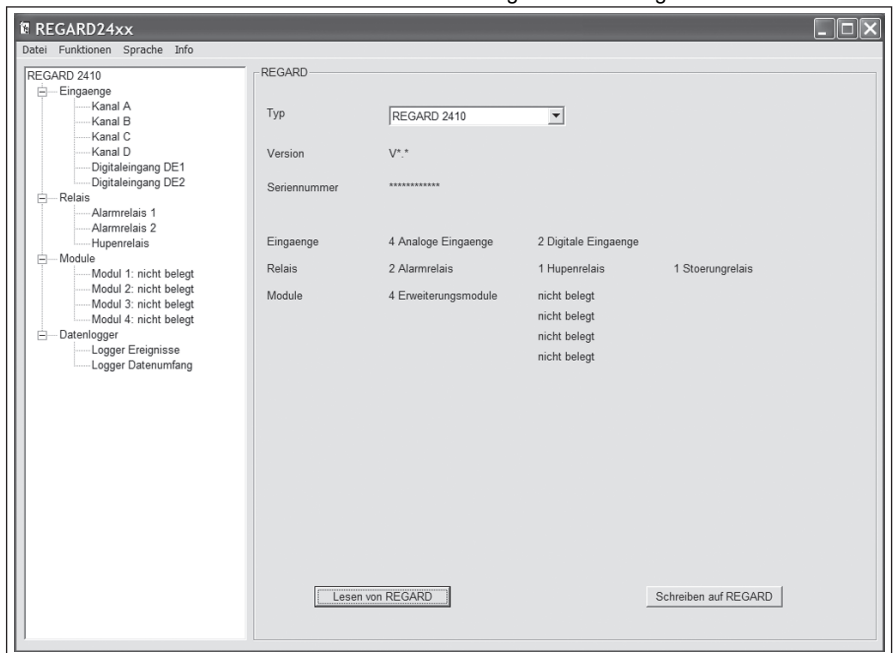 REGARD24xx
Datei Funktionen Sprache Info
REGARD 2410
Eingaenge
Kanal A
Kanal B
Kanal C
Kanal D
Digitaleingang DE1
Digitaleingang DE2
Relais
Alarmrelais 1
Alarmrelais 2
Hupenrelais
Module
Modul 1: nicht belegt
Modul 2: nicht belegt
Modul 3: nicht belegt
Modul 4: nicht belegt
Datenlogger
Logger Ereignisse
Logger Datenumfang
REGARD
Typ REGARD 2410
Version V*.*
Seriennummer ************
Eingaenge 4 Analoge Eingaenge 2 Digitale Eingaenge
Relais 2 Alarmrelais 1 Hupenrelais 1 Stoerungrelais
Module 4 Erweiterungsmodule nicht belegt
nicht belegt
nicht belegt
nicht belegt
Lesen von REGARD Schreiben auf REGARD